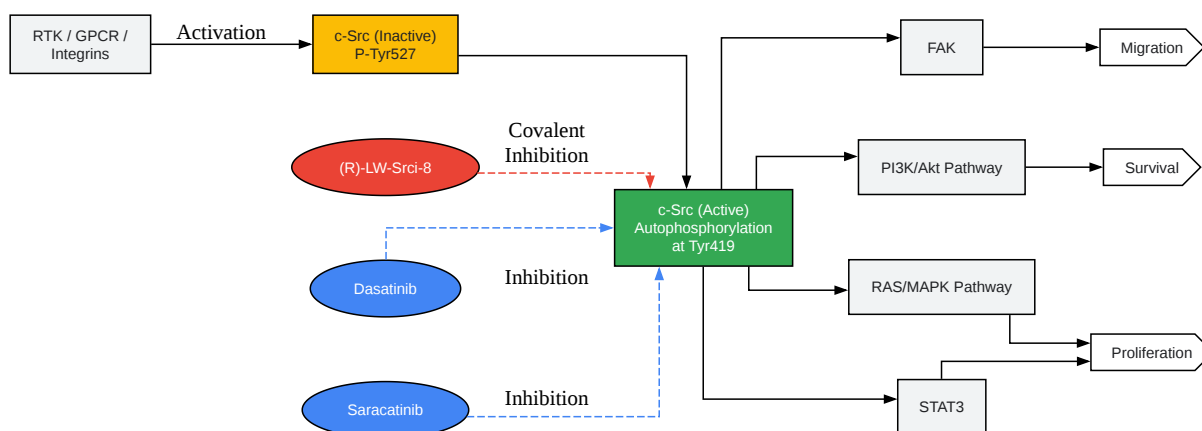 RTK / GPCR /
Integrins
Activation
c-Src (Inactive)
P-Tyr527
FAK
Migration
Covalent
Inhibition
(R)-LW-Srci-8
PI3K/Akt Pathway
Survival
c-Src (Active)
Autophosphorylation
at Tyr419
Dasatinib
Inhibition
RAS/MAPK Pathway
Proliferation
Saracatinib
Inhibition
STAT3